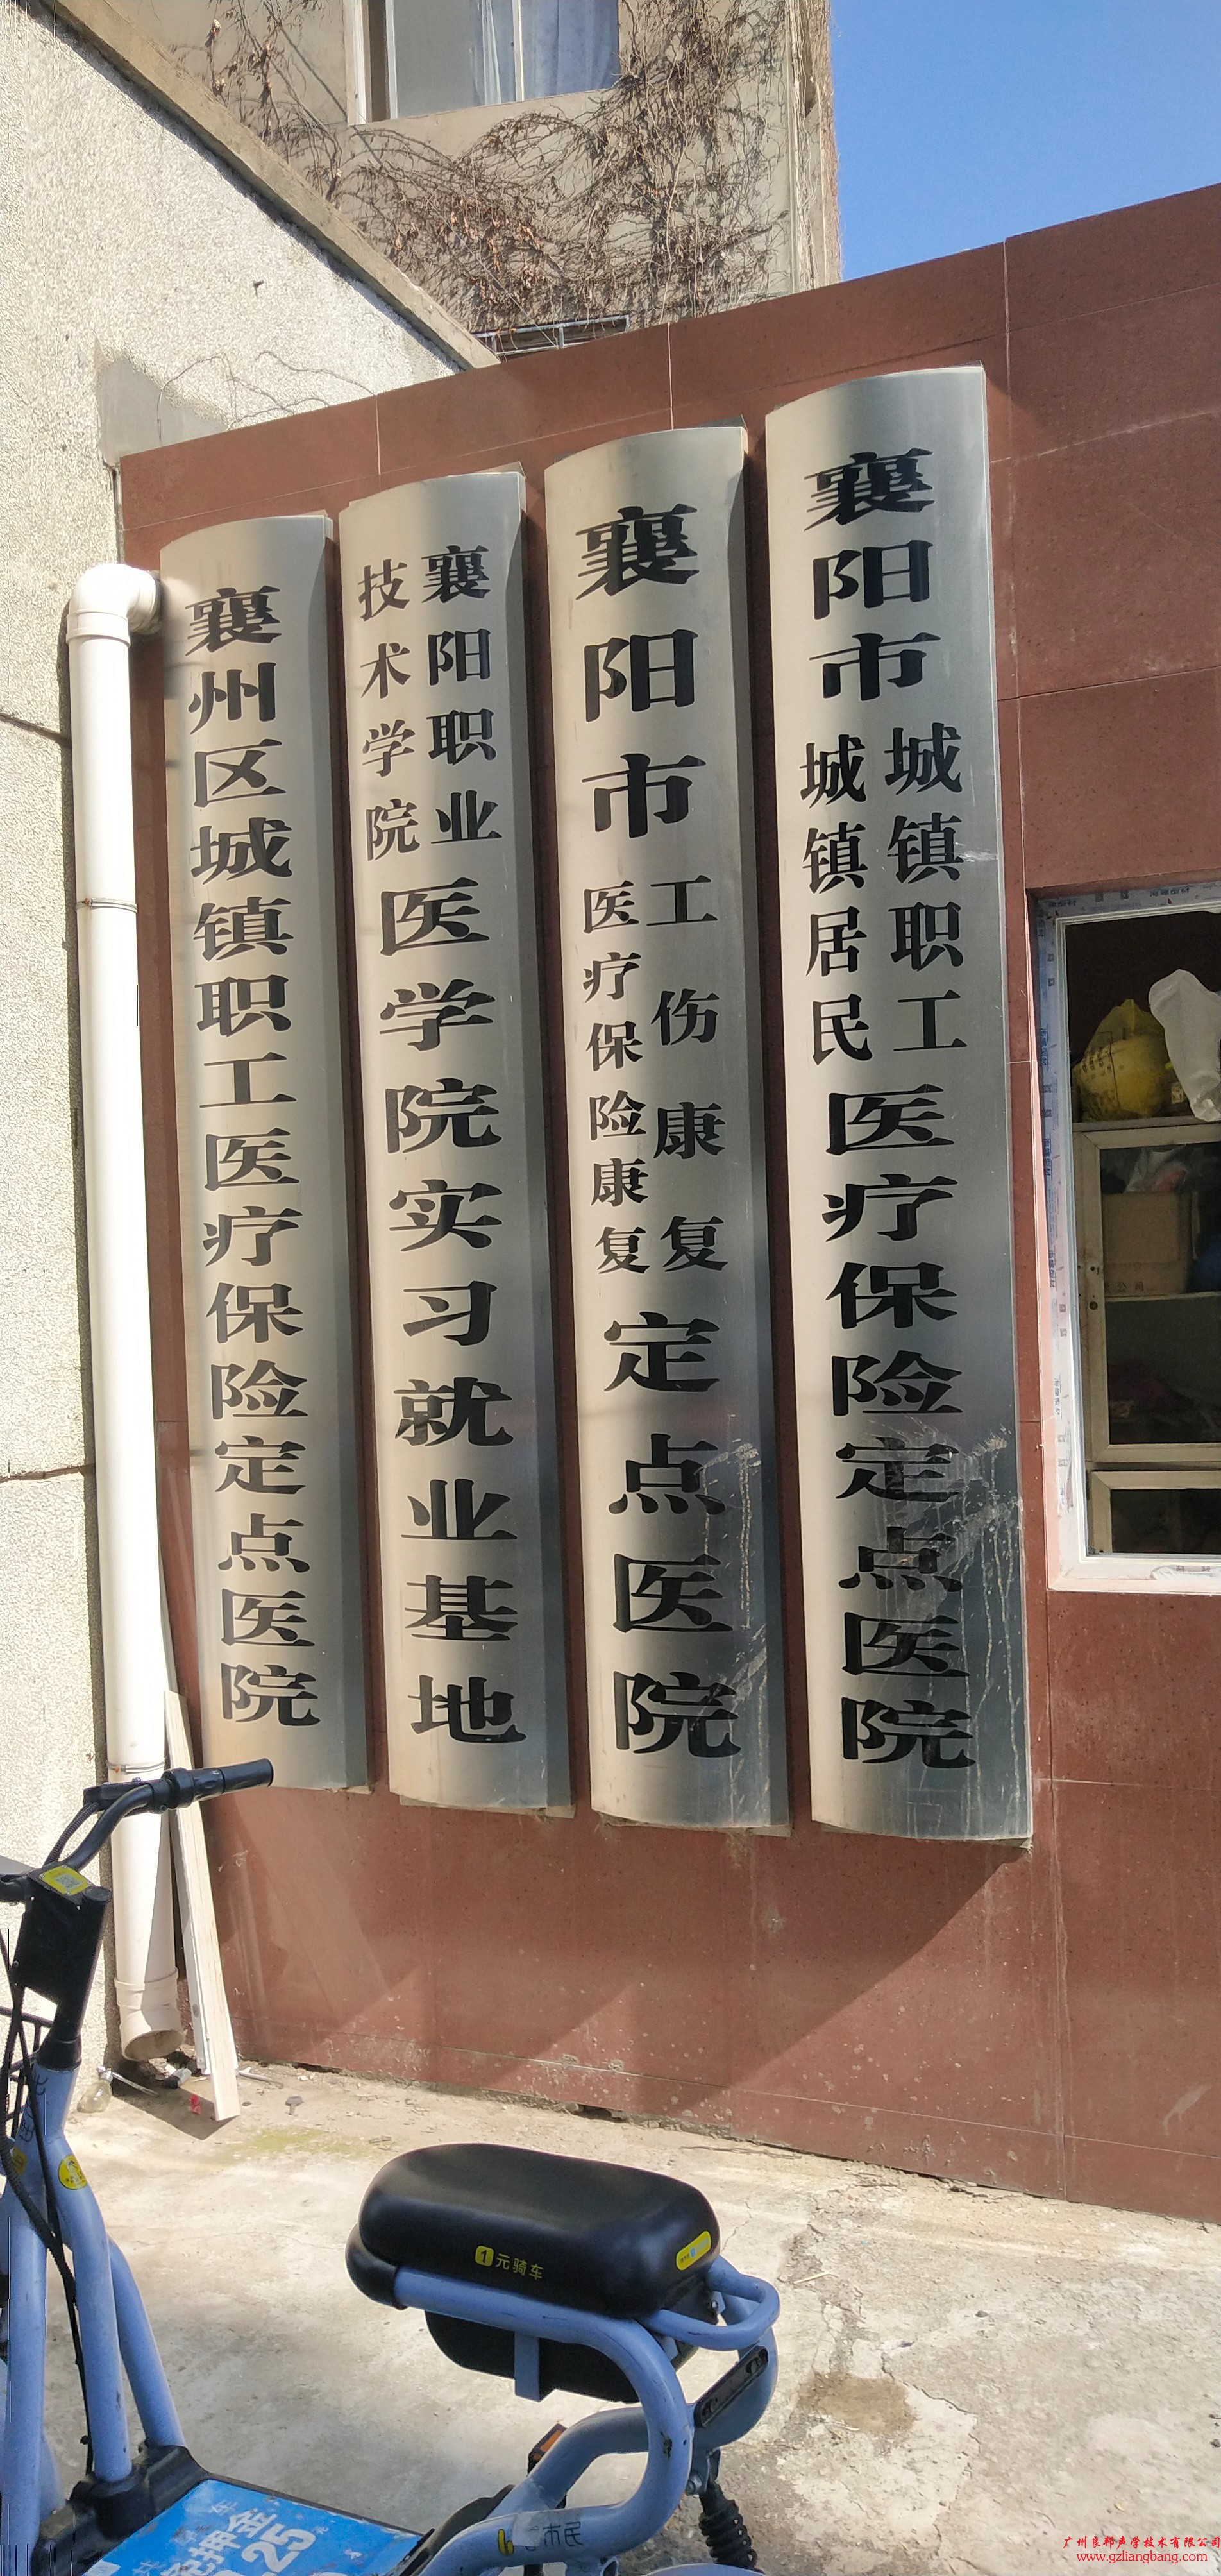 襄阳市
城镇职工
城镇居民
医疗保险定点医院
襄阳市
工伤康复
医疗保险康复
定点医院
襄阳职业
技术学院
医学院实习就业基地
襄州区城镇职工医疗保险定点医院
1元骑车
广州良邦声学技术有限公司
www.gzliangbang.com